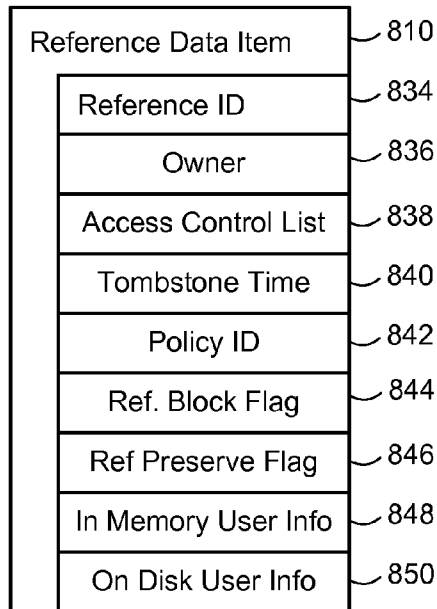 Reference Data Item 810
Reference ID 834
Owner 836
Access Control List 838
Tombstone Time 840
Policy ID 842
Ref. Block Flag 844
Ref Preserve Flag 846
In Memory User Info 848
On Disk User Info 850